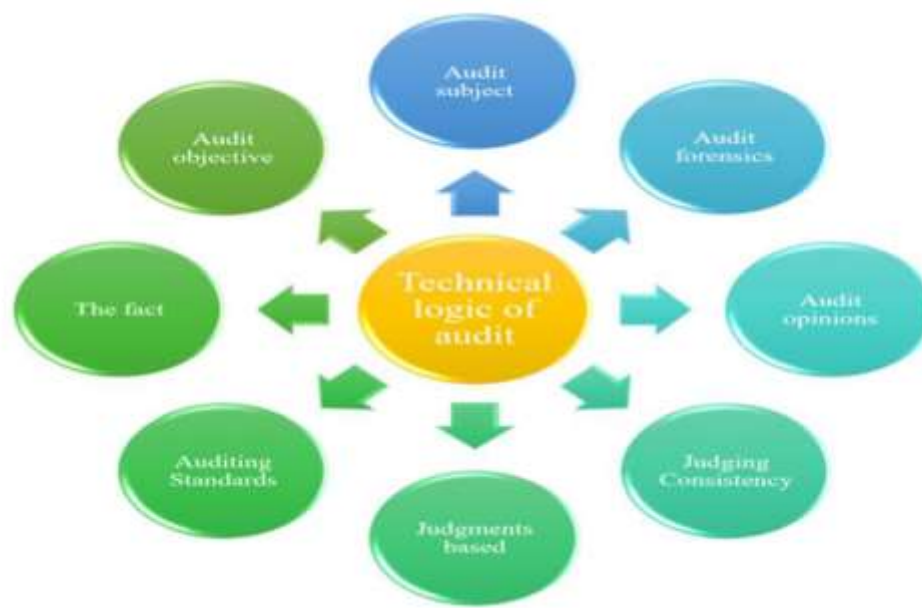 Audit
subject
Audit
forensics
Audit
opinions
Judging
Consistency
Judgments
based
Auditing
Standards
The fact
Audit
objective
Technical
logic of
audit